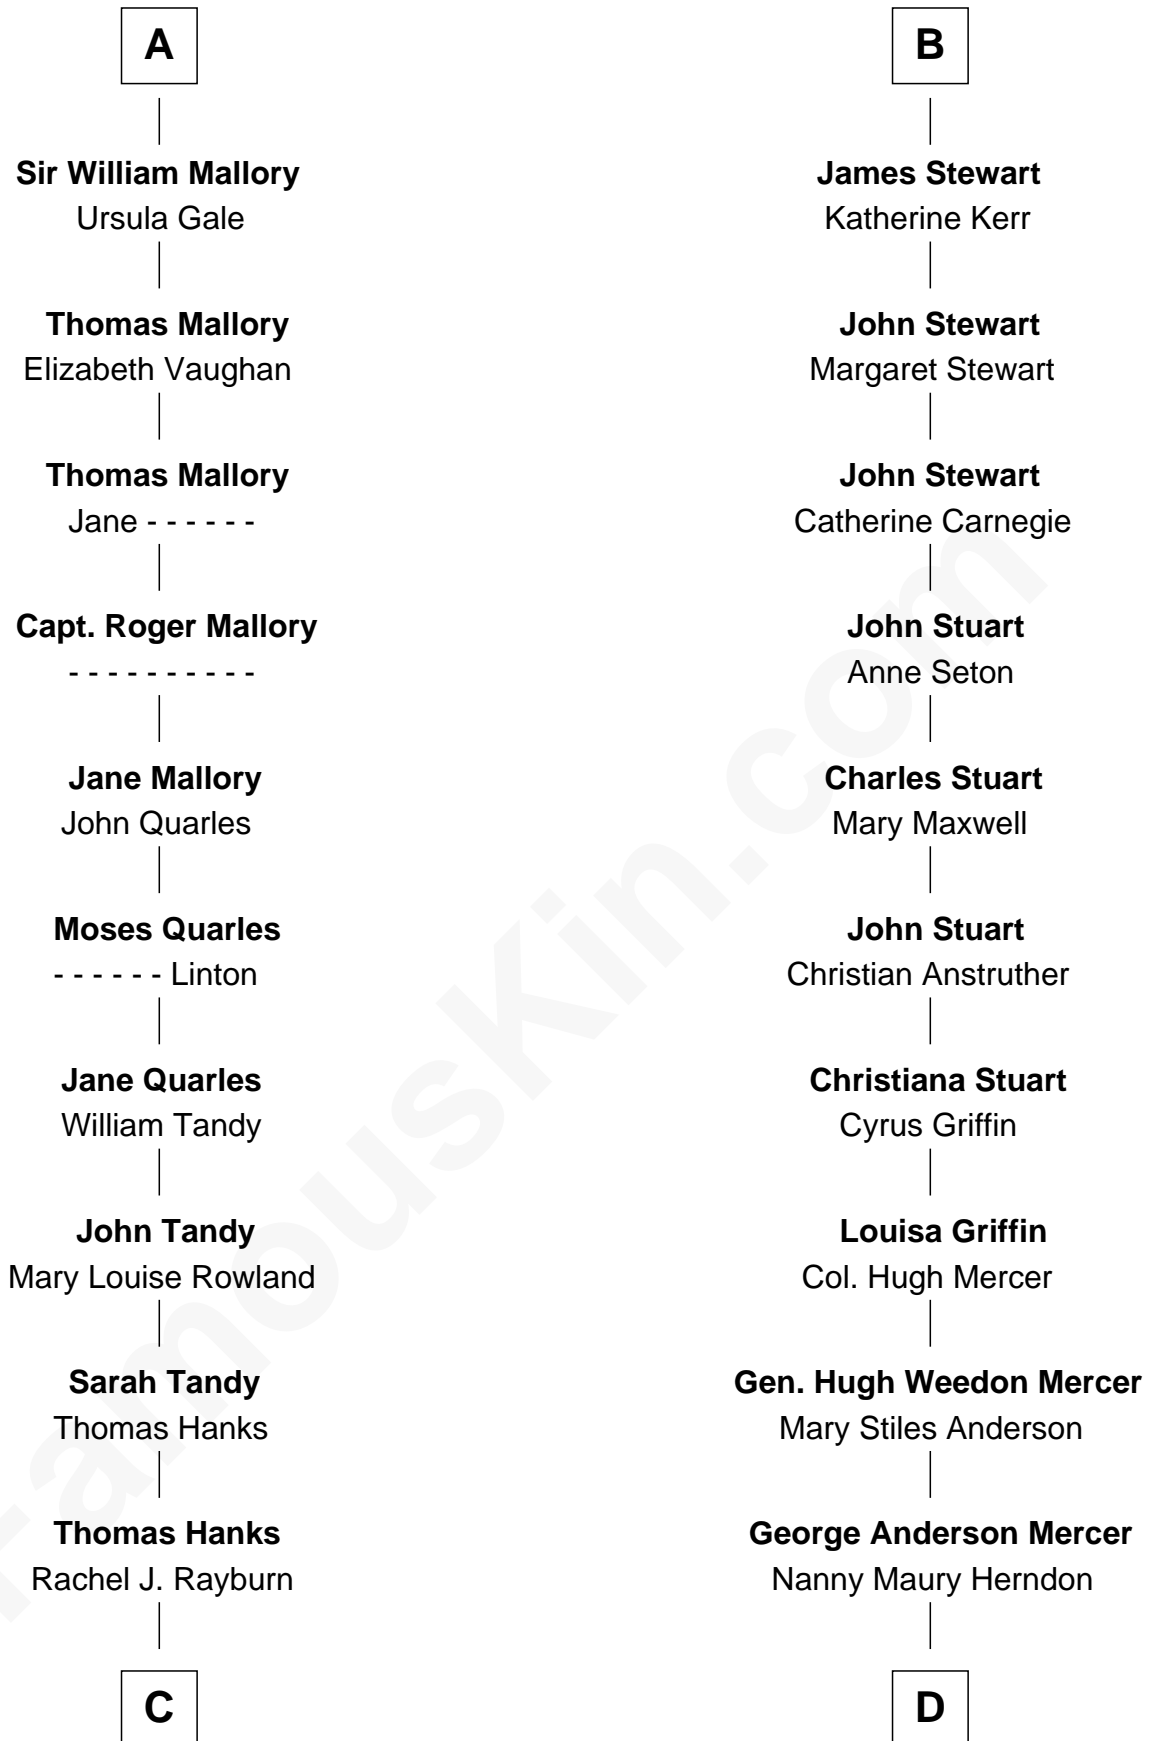 A
Sir William Mallory
Ursula Gale
Thomas Mallory
Elizabeth Vaughan
Thomas Mallory
Jane - - - - - -
Capt. Roger Mallory
- - - - - - - - - -
Jane Mallory
John Quarles
Moses Quarles
- - - - - - Linton
Jane Quarles
William Tandy
John Tandy
Mary Louise Rowland
Sarah Tandy
Thomas Hanks
Thomas Hanks
Rachel J. Rayburn
C
B
James Stewart
Katherine Kerr
John Stewart
Margaret Stewart
John Stewart
Catherine Carnegie
John Stuart
Anne Seton
Charles Stuart
Mary Maxwell
John Stuart
Christian Anstruther
Christiana Stuart
Cyrus Griffin
Louisa Griffin
Col. Hugh Mercer
Gen. Hugh Weedon Mercer
Mary Stiles Anderson
George Anderson Mercer
Nanny Maury Herndon
D
FamousKin.com